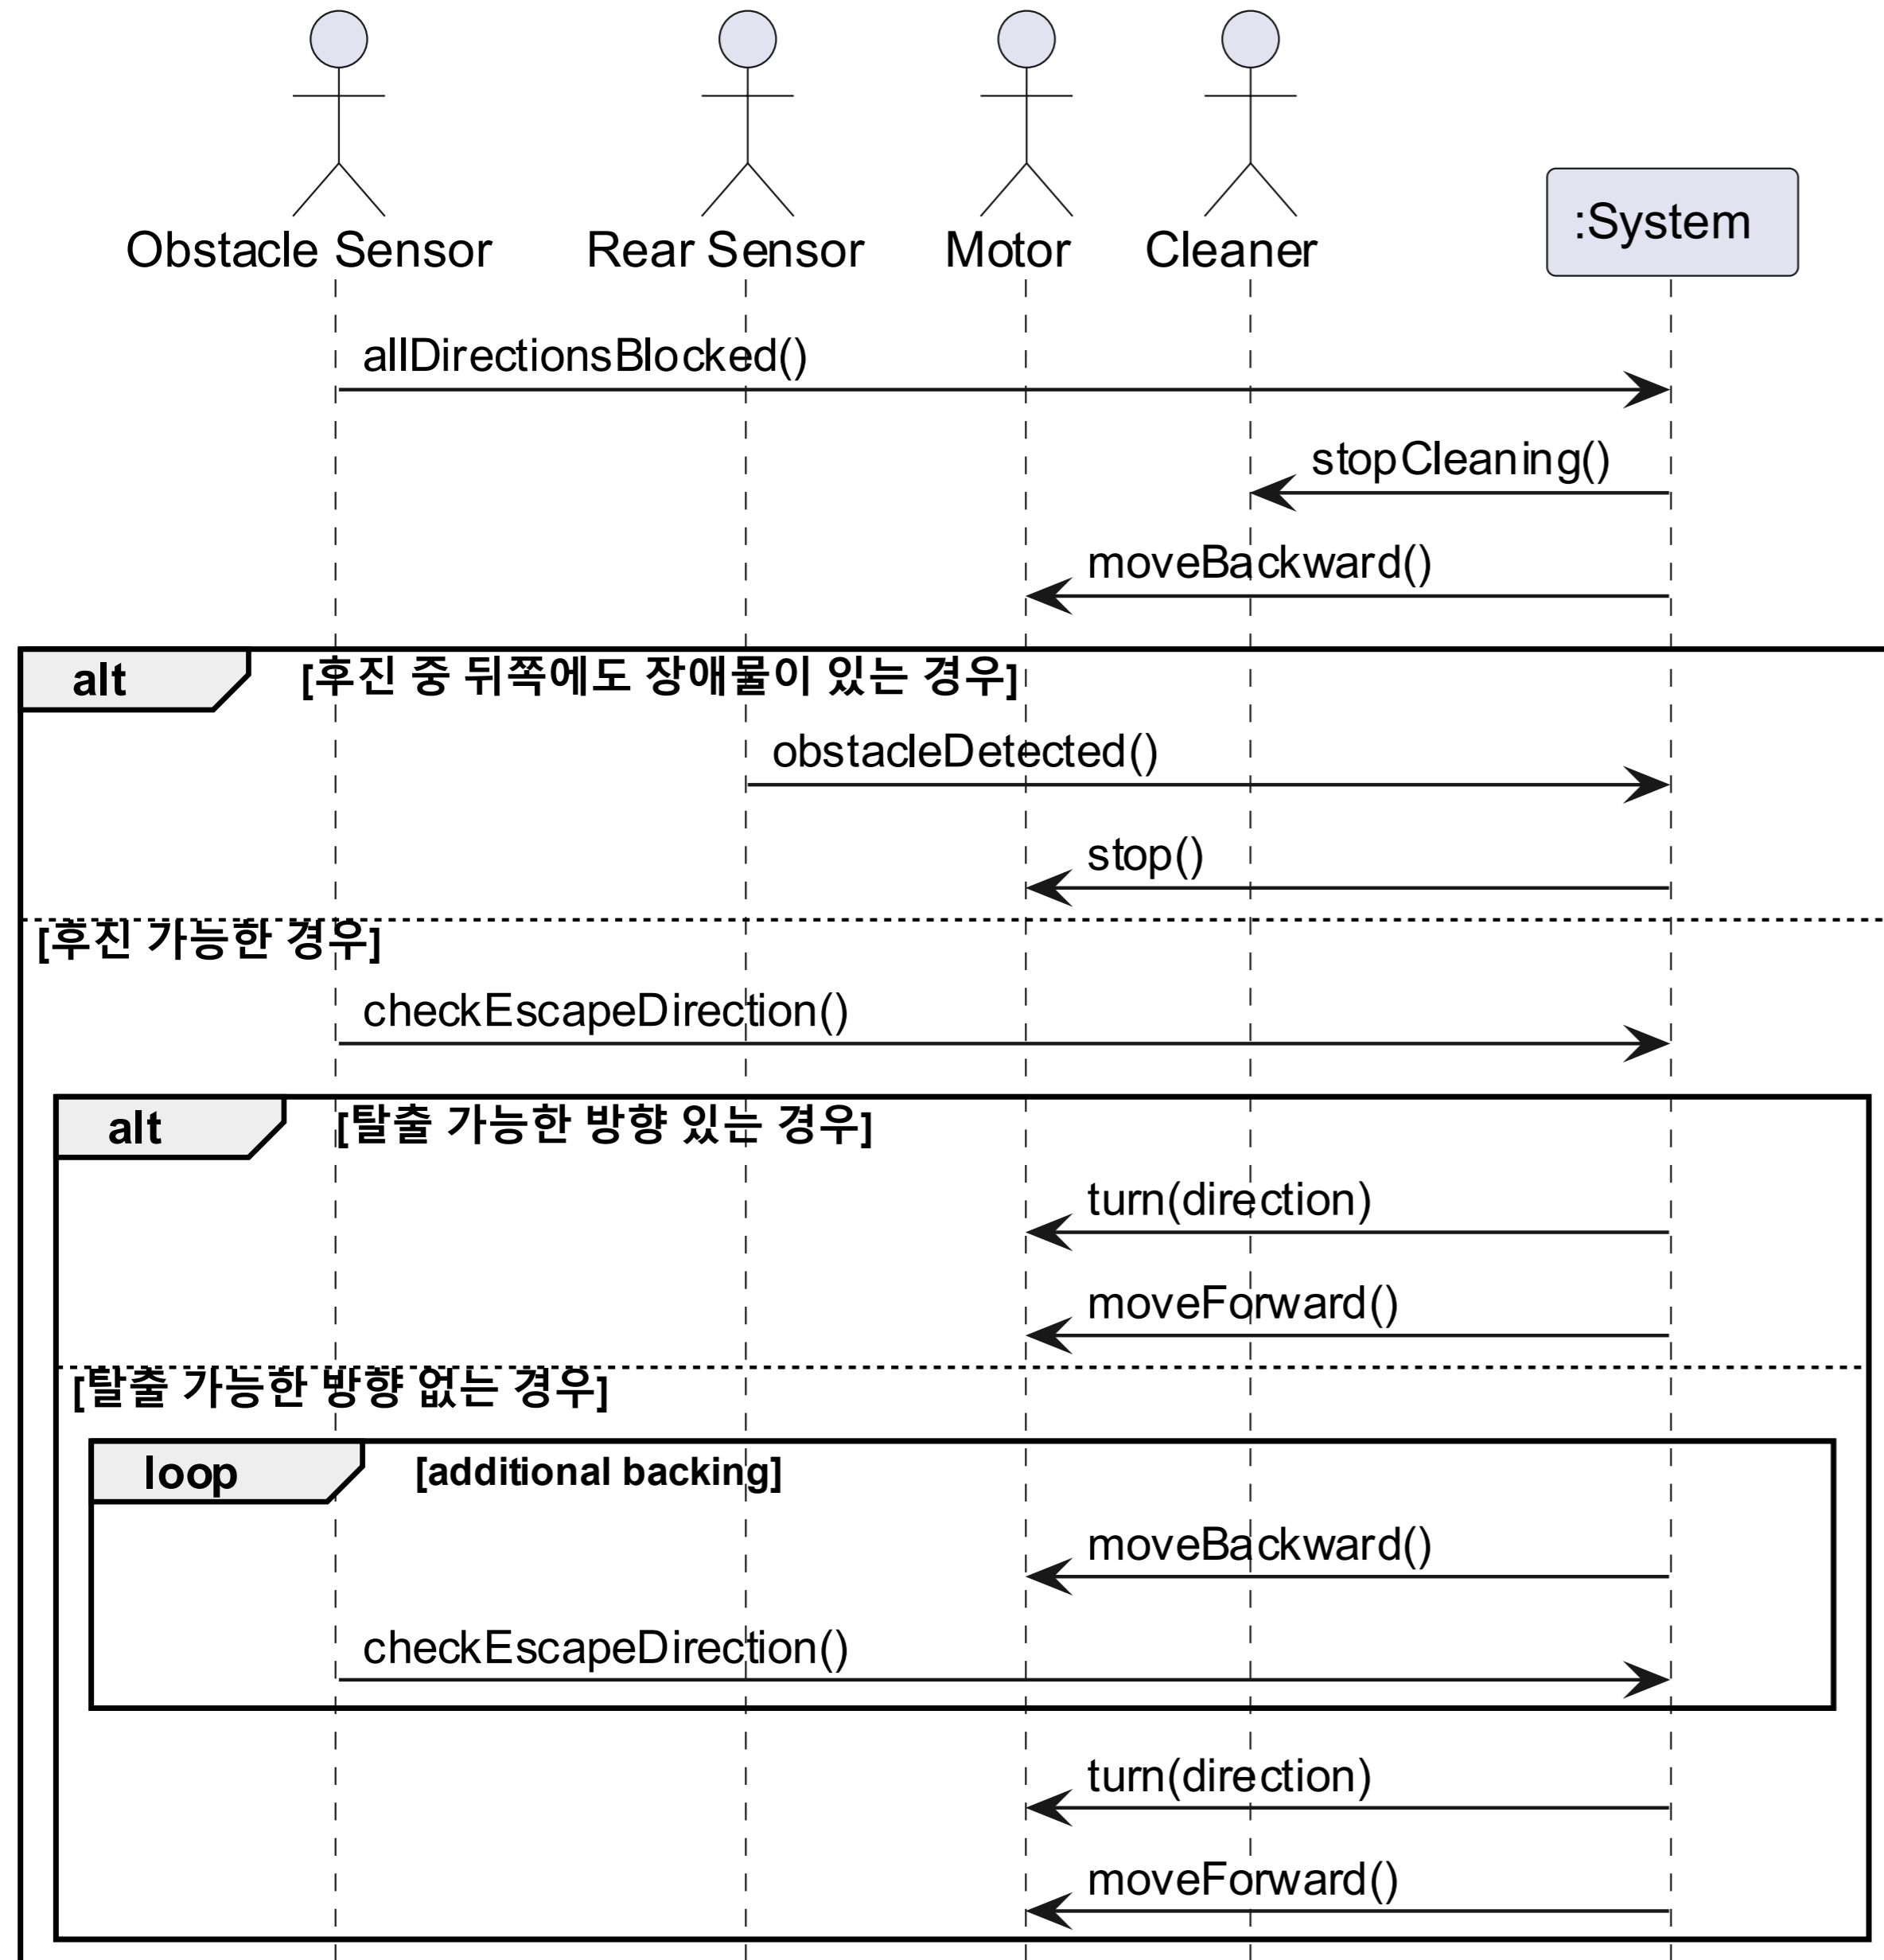 Obstacle Sensor
Rear Sensor
Motor
Cleaner
:System
allDirectionsBlocked()
stopCleaning()
moveBackward()
alt
[후진 중 뒤쪽에도 장애물이 있는 경우]
obstacleDetected()
stop()
[후진 가능한 경우]
checkEscapeDirection()
alt
[탈출 가능한 방향 있는 경우]
turn(direction)
moveForward()
[탈출 가능한 방향 없는 경우]
loop
[additional backing]
moveBackward()
checkEscapeDirection()
turn(direction)
moveForward()